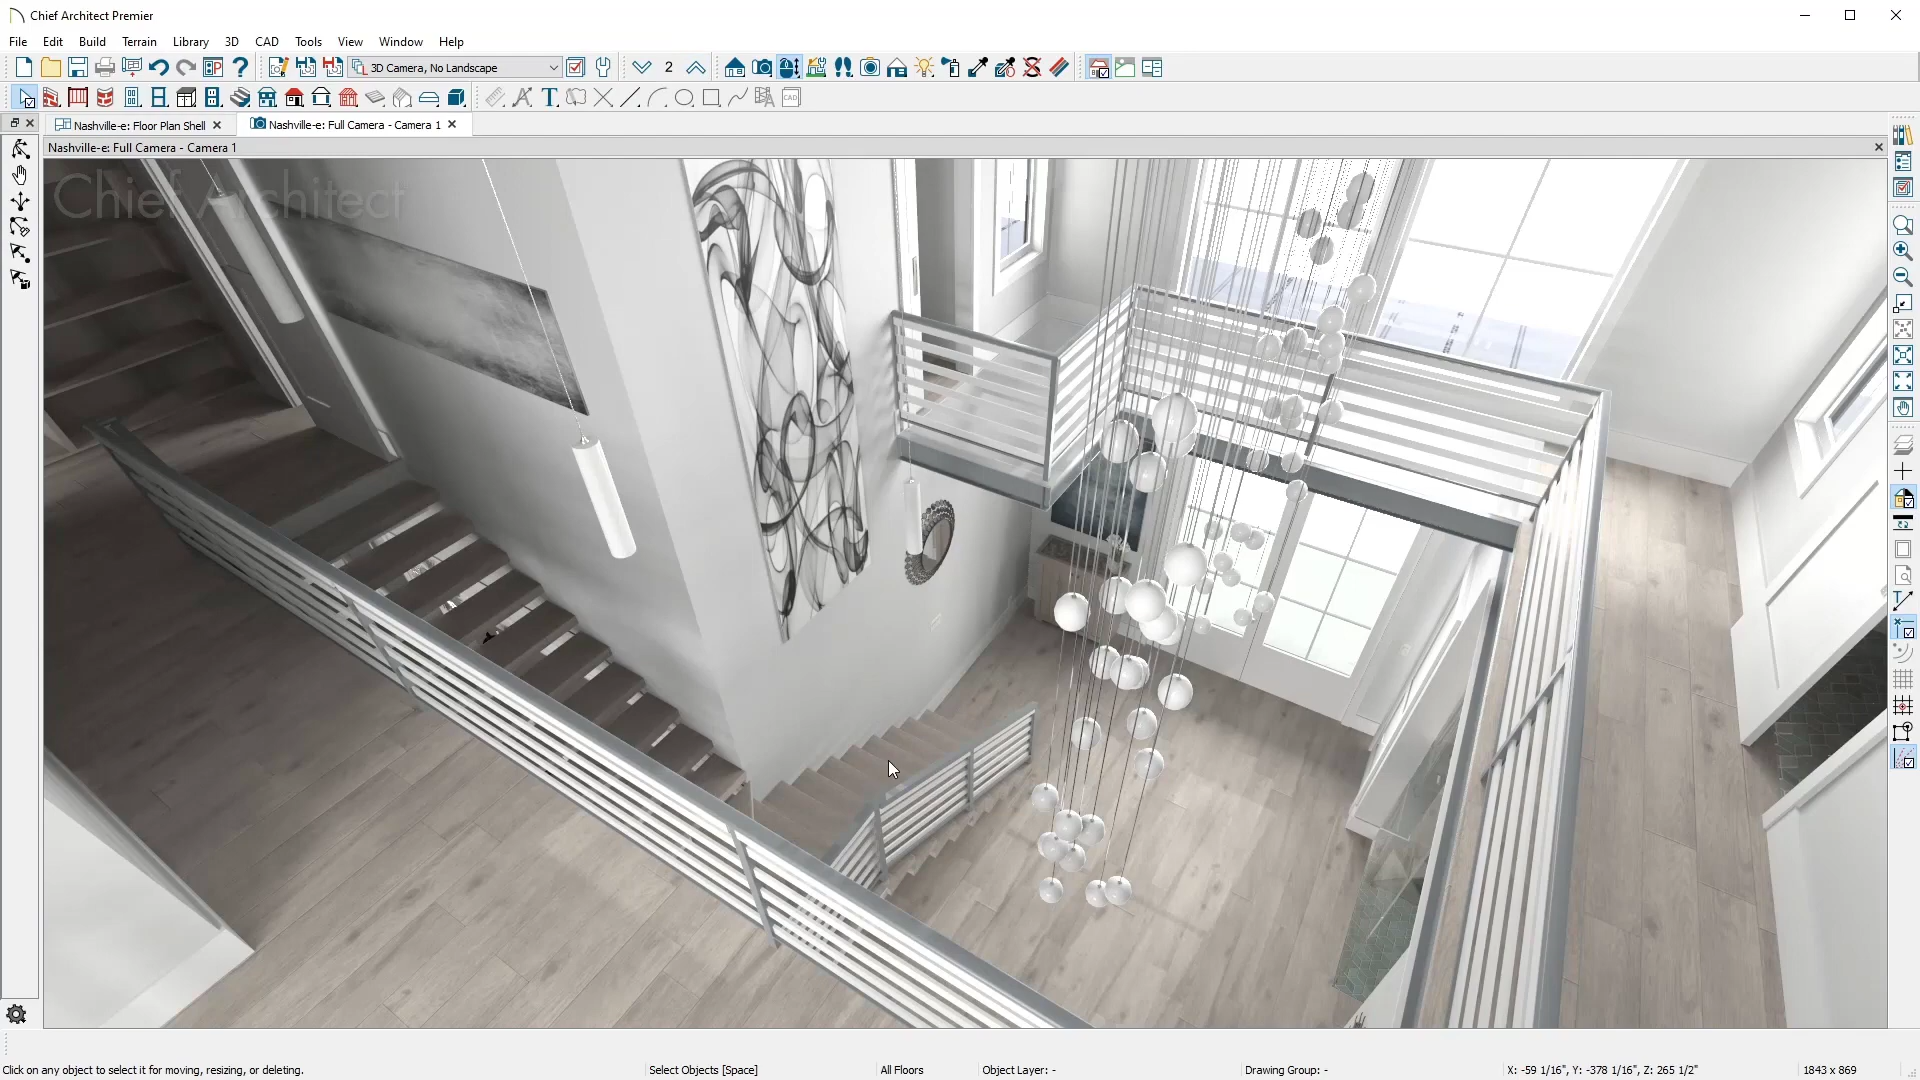 Chief Architect Premier
File Edit Build Terrain Library 3D CAD Tools View Window Help
3D Camera, No Landscape
2
T
CAD
Nashville-e: Floor Plan Shell
Nashville-e: Full Camera - Camera 1
Nashville-e: Full Camera - Camera 1
Chief Architect
Click on any object to select it for moving, resizing, or deleting.
Select Objects [Space]
All Floors
Object Layer: -
Drawing Group: -
X: -59 1/16", Y: -378 1/16", Z: 265 1/2"
1843 x 869